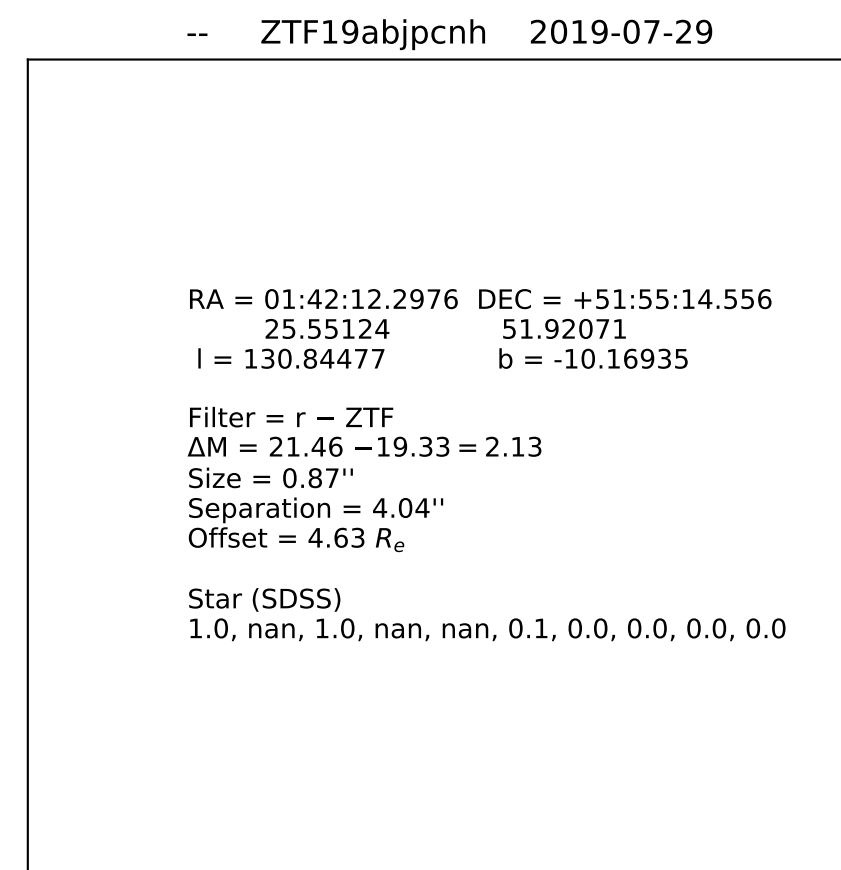 -- ZTF19abjpcnh 2019-07-29
RA = 01:42:12.2976 DEC = +51:55:14.556
25.55124 51.92071
l = 130.84477 b = -10.16935
Filter = r − ZTF
ΔM = 21.46 −19.33 = 2.13
Size = 0.87''
Separation = 4.04''
Offset = 4.63 Rₑ
Star (SDSS)
1.0, nan, 1.0, nan, nan, 0.1, 0.0, 0.0, 0.0, 0.0